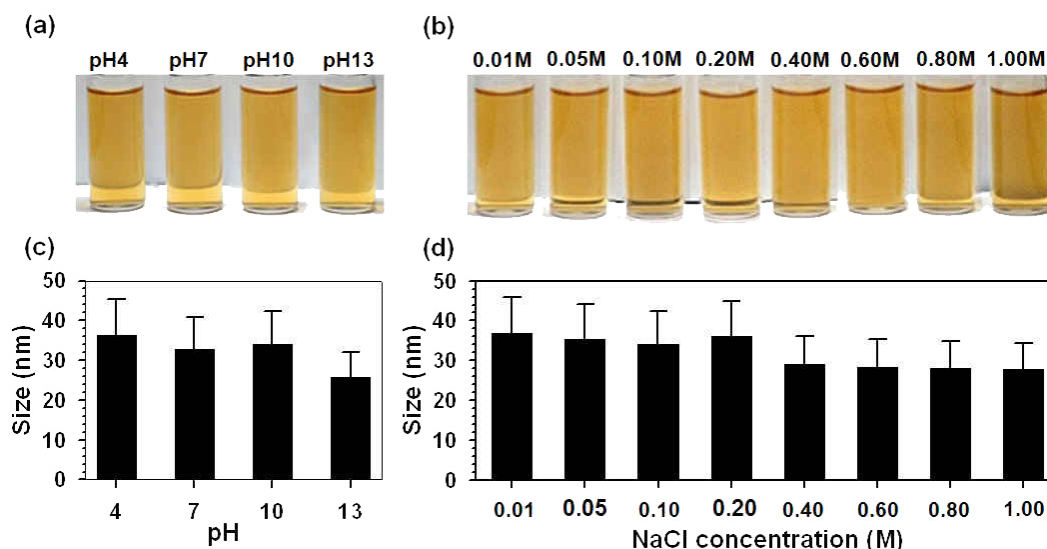 (a)
pH4 pH7 pH10 pH13
(b)
0.01M 0.05M 0.10M 0.20M 0.40M 0.60M 0.80M 1.00M
(c)
50
40
30
20
10
0
Size (nm)
4 7 10 13
pH
(d)
50
40
30
20
10
0
Size (nm)
0.01 0.05 0.10 0.20 0.40 0.60 0.80 1.00
NaCl concentration (M)